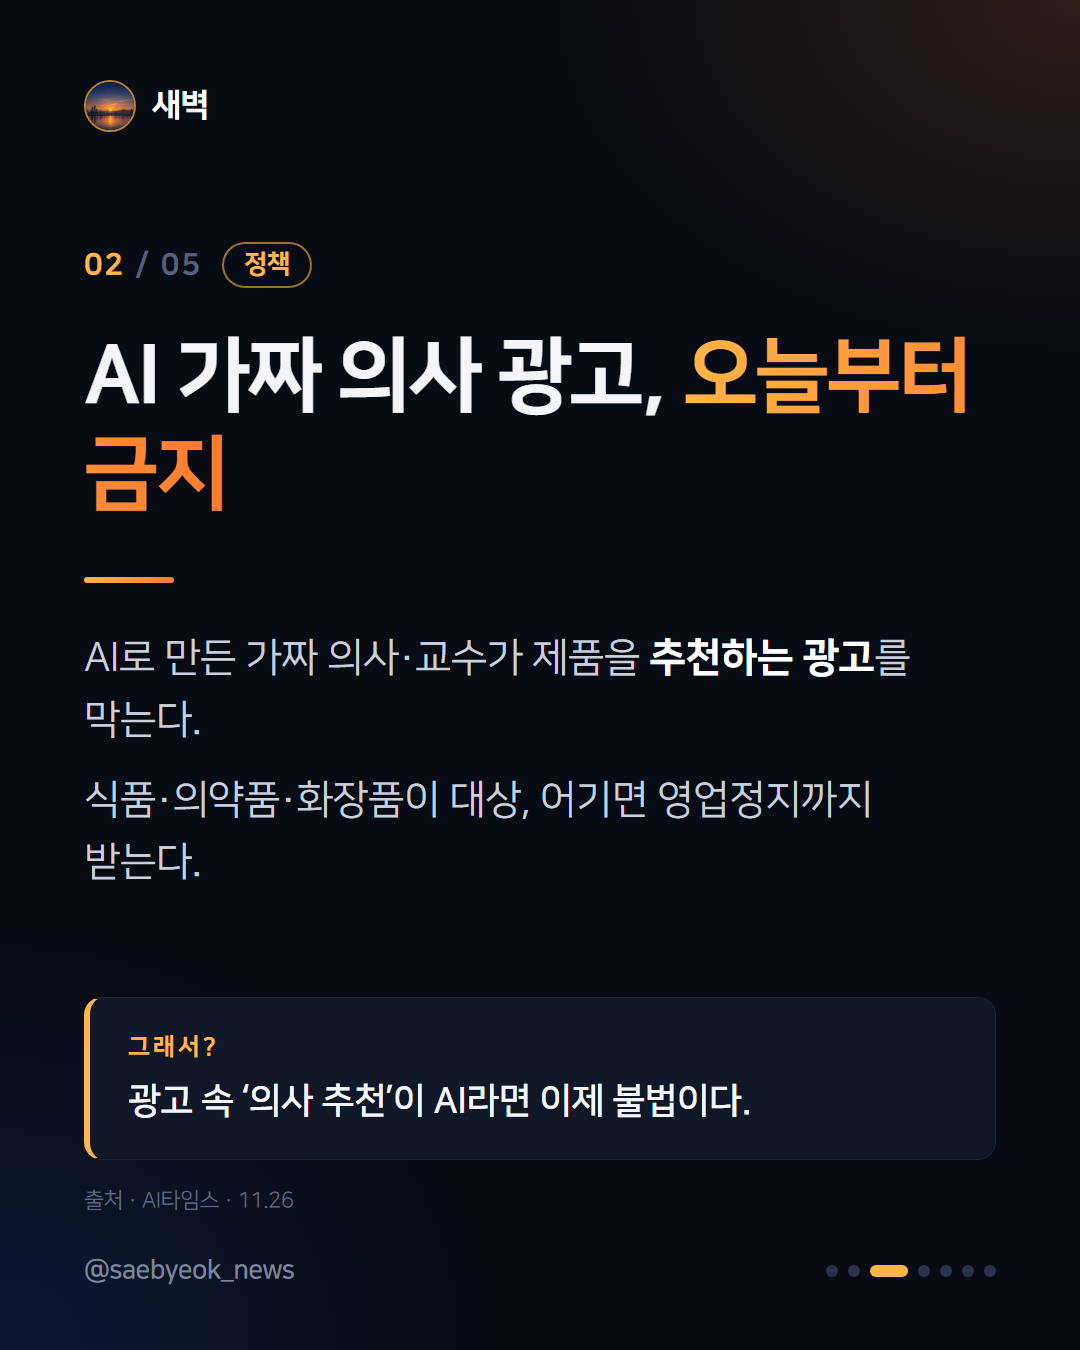 새벽
02 / 05 정책
AI 가짜 의사 광고, 오늘부터
금지
AI로 만든 가짜 의사·교수가 제품을 추천하는 광고를
막는다.
식품·의약품·화장품이 대상, 어기면 영업정지까지
받는다.
그래서?
광고 속 ‘의사 추천’이 AI라면 이제 불법이다.
출처 · AI타임스 · 11.26
@saebyeok_news